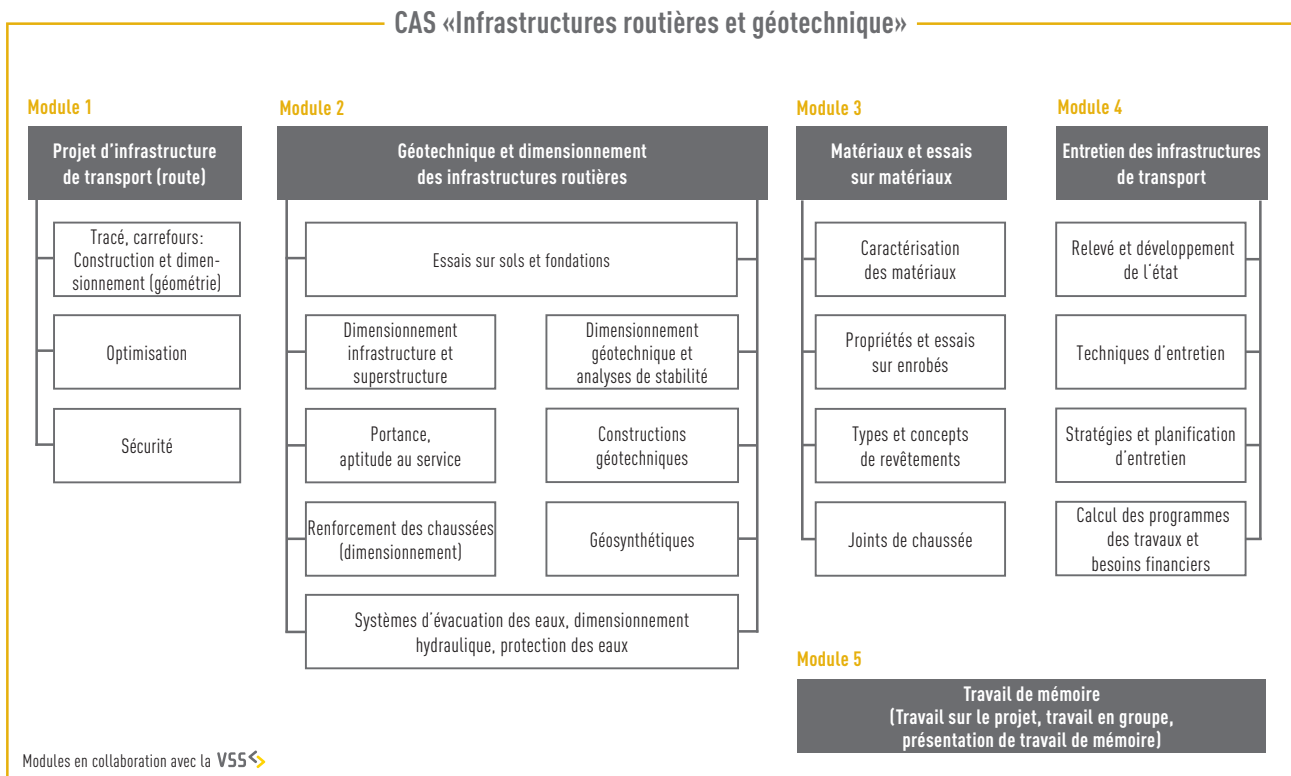 CAS «Infrastructures routières et géotechnique»
Module 1
Projet d'infrastructure
de transport (route)
Tracé, carrefours:
Construction et dimen-
sionnement (géométrie)
Optimisation
Sécurité
Module 2
Géotechnique et dimensionnement
des infrastructures routières
Essais sur sols et fondations
Dimensionnement
infrastructure et
superstructure
Dimensionnement
géotechnique et
analyses de stabilité
Portance,
aptitude au service
Constructions
géotechniques
Renforcement des chaussées
(dimensionnement)
Géosynthétiques
Systèmes d'évacuation des eaux, dimensionnement
hydraulique, protection des eaux
Module 3
Matériaux et essais
sur matériaux
Caractérisation
des matériaux
Propriétés et essais
sur enrobés
Types et concepts
de revêtements
Joints de chaussée
Module 4
Entretien des infrastructures
de transport
Relevé et développement
de l'état
Techniques d'entretien
Stratégies et planification
d'entretien
Calcul des programmes
des travaux et
besoins financiers
Module 5
Travail de mémoire
(Travail sur le projet, travail en groupe,
présentation de travail de mémoire)
Modules en collaboration avec la VSS